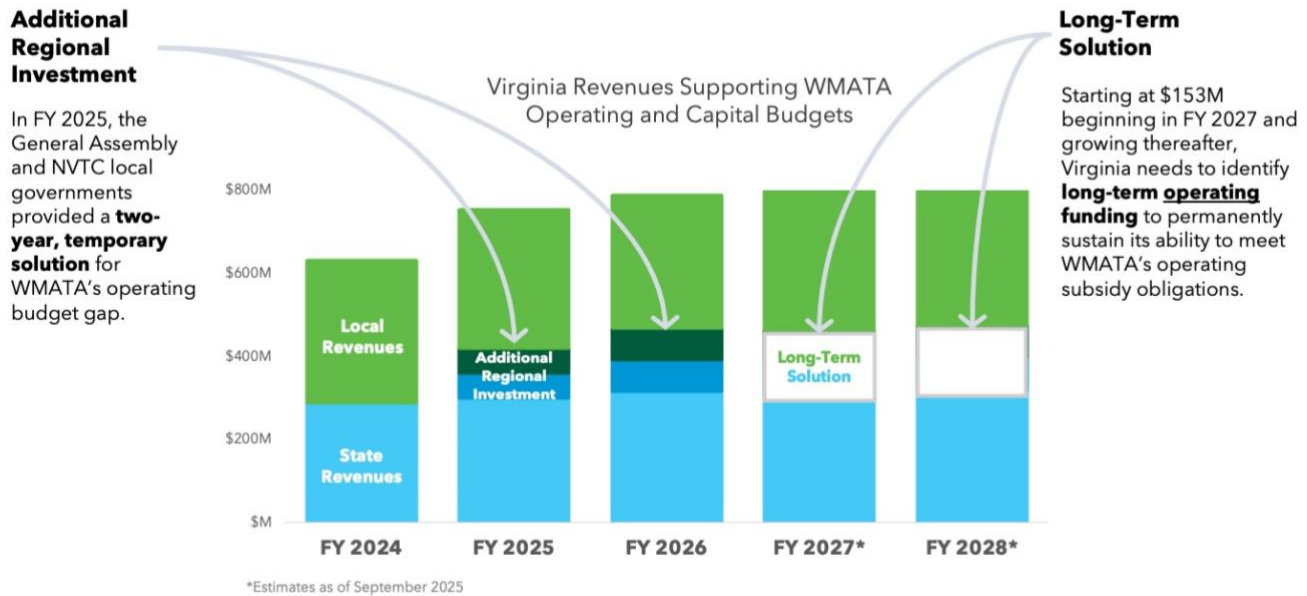 Additional
Regional
Investment
In FY 2025, the
General Assembly
and NVTC local
governments
provided a two-
year, temporary
solution for
WMATA's operating
budget gap.
Virginia Revenues Supporting WMATA
Operating and Capital Budgets
Long-Term
Solution
Starting at $153M
beginning in FY 2027 and
growing thereafter,
Virginia needs to identify
long-term operating
funding to permanently
sustain its ability to meet
WMATA's operating
subsidy obligations.
$800M
$600M
$400M
$200M
$M
Local
Revenues
State
Revenues
Additional
Regional
Investment
Long-Term
Solution
FY 2024
FY 2025
FY 2026
FY 2027*
FY 2028*
*Estimates as of September 2025